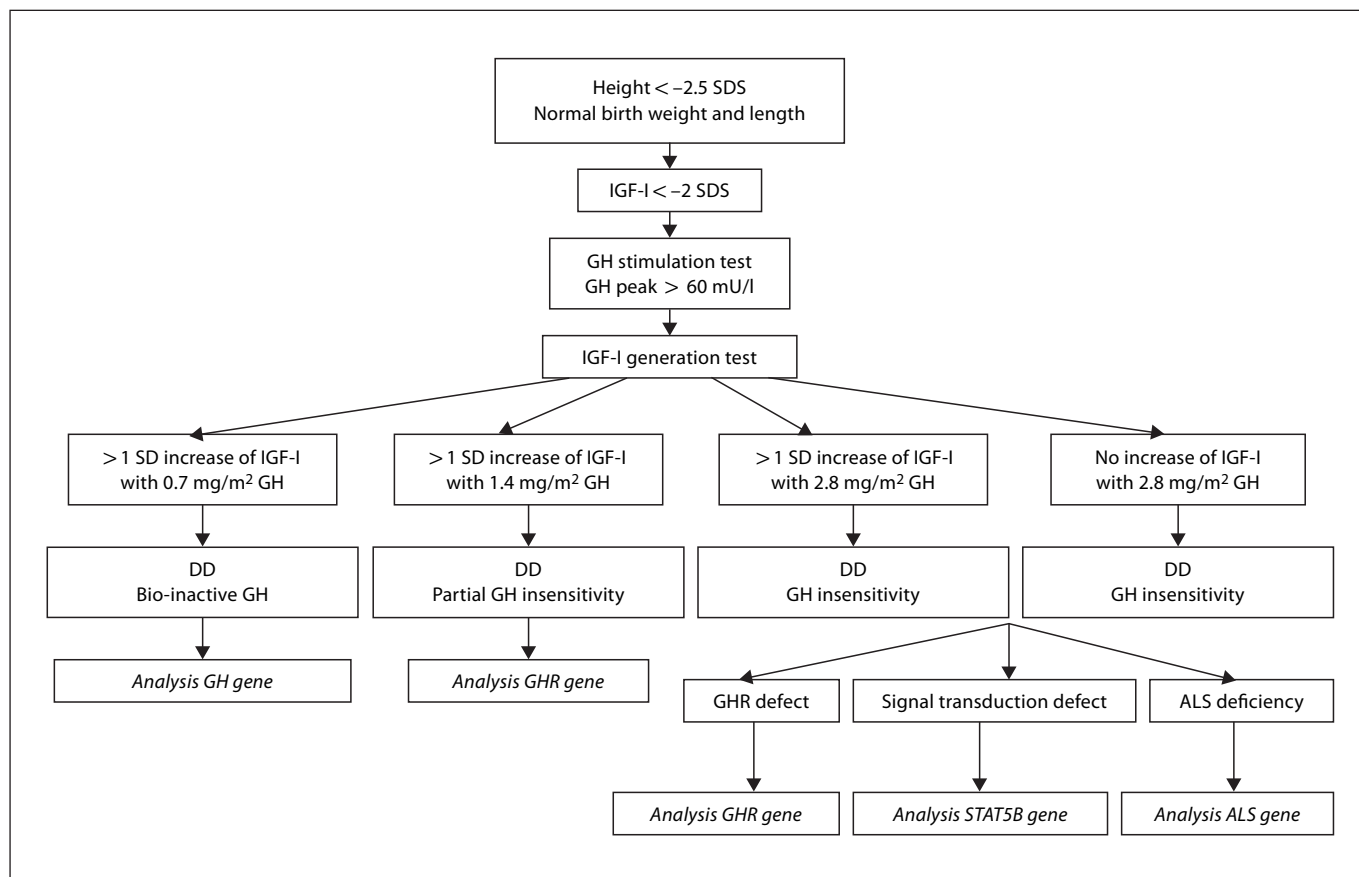 Height < –2.5 SDS
Normal birth weight and length
IGF-I < –2 SDS
GH stimulation test
GH peak > 60 mU/l
IGF-I generation test
> 1 SD increase of IGF-I
with 0.7 mg/m² GH
> 1 SD increase of IGF-I
with 1.4 mg/m² GH
> 1 SD increase of IGF-I
with 2.8 mg/m² GH
No increase of IGF-I
with 2.8 mg/m² GH
DD
Bio-inactive GH
DD
Partial GH insensitivity
DD
GH insensitivity
DD
GH insensitivity
Analysis GH gene
Analysis GHR gene
GHR defect
Signal transduction defect
ALS deficiency
Analysis GHR gene
Analysis STAT5B gene
Analysis ALS gene